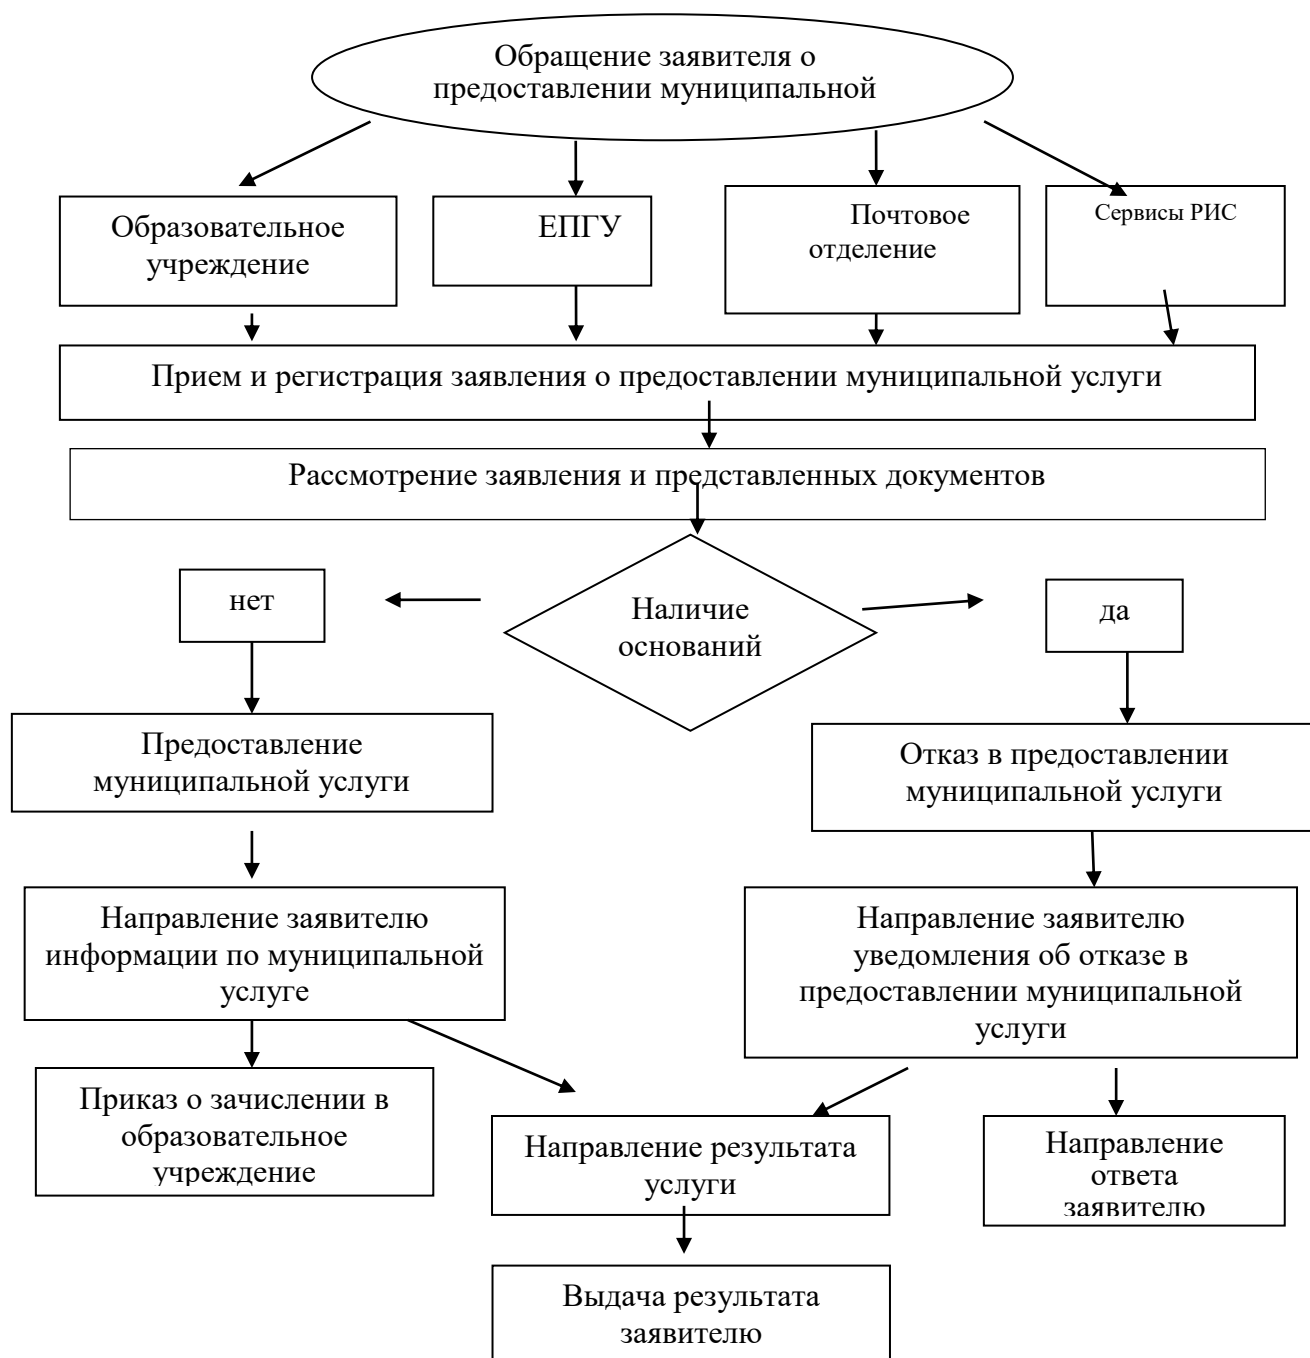 Обращение заявителя о
предоставлении муниципальной
Образовательное
учреждение
ЕПГУ
Почтовое
отделение
Сервисы РИС
Прием и регистрация заявления о предоставлении муниципальной услуги
Рассмотрение заявления и представленных документов
нет
Наличие
оснований
да
Предоставление
муниципальной услуги
Отказ в предоставлении
муниципальной услуги
Направление заявителю
информации по муниципальной
услуге
Направление заявителю
уведомления об отказе в
предоставлении муниципальной
услуги
Приказ о зачислении в
образовательное
учреждение
Направление результата
услуги
Направление
ответа
заявителю
Выдача результата
заявителю